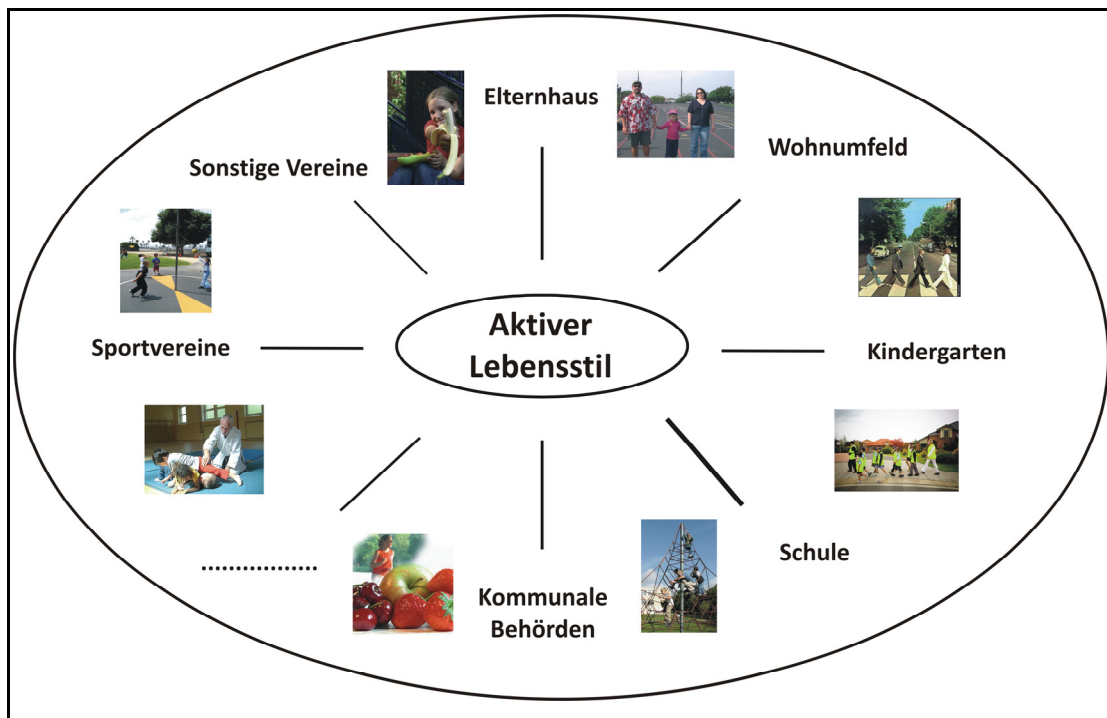 Elternhaus
Wohnumfeld
Sonstige Vereine
Aktiver
Lebensstil
Sportvereine
Kindergarten
Schule
....................
Kommunale
Behörden